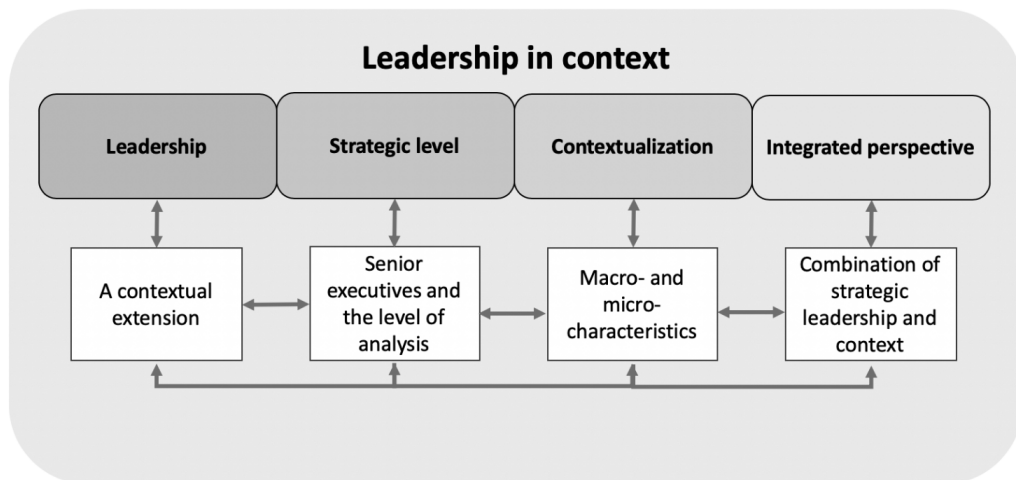 Leadership in context
Leadership
Strategic level
Contextualization
Integrated perspective
A contextual
extension
Senior
executives and
the level of
analysis
Macro- and
micro-
characteristics
Combination of
strategic
leadership and
context